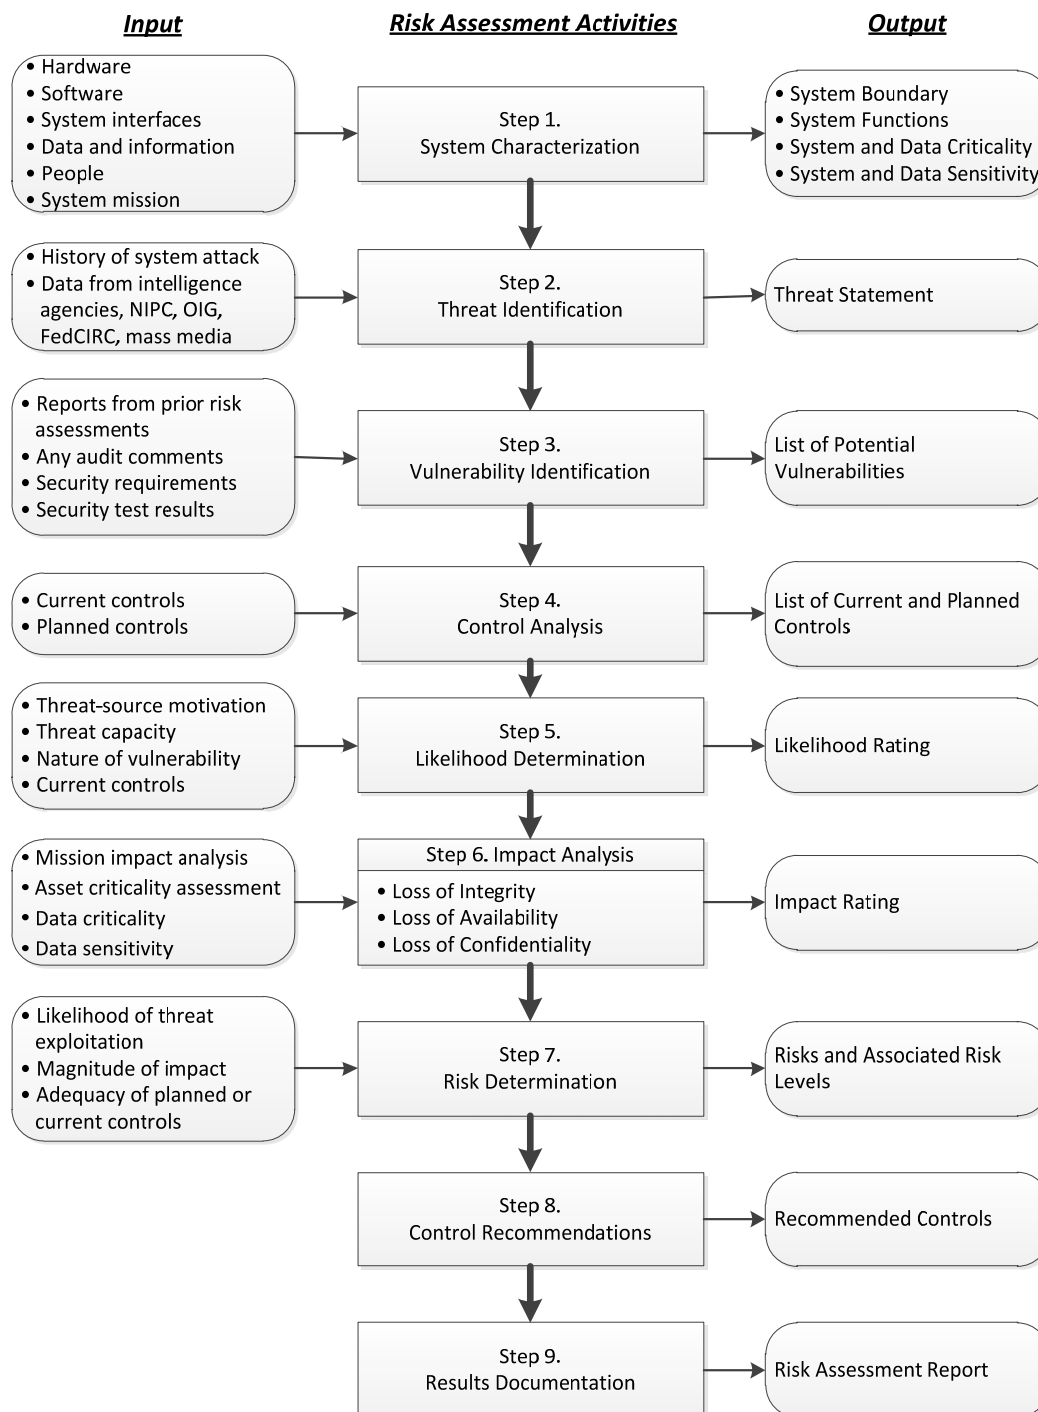 Input
Risk Assessment Activities
Output
• Hardware
• Software
• System interfaces
• Data and information
• People
• System mission
Step 1.
System Characterization
• System Boundary
• System Functions
• System and Data Criticality
• System and Data Sensitivity
• History of system attack
• Data from intelligence
agencies, NIPC, OIG,
FedCIRC, mass media
Step 2.
Threat Identification
Threat Statement
• Reports from prior risk
assessments
• Any audit comments
• Security requirements
• Security test results
Step 3.
Vulnerability Identification
List of Potential
Vulnerabilities
• Current controls
• Planned controls
Step 4.
Control Analysis
List of Current and Planned
Controls
• Threat-source motivation
• Threat capacity
• Nature of vulnerability
• Current controls
Step 5.
Likelihood Determination
Likelihood Rating
• Mission impact analysis
• Asset criticality assessment
• Data criticality
• Data sensitivity
Step 6. Impact Analysis
• Loss of Integrity
• Loss of Availability
• Loss of Confidentiality
Impact Rating
• Likelihood of threat
exploitation
• Magnitude of impact
• Adequacy of planned or
current controls
Step 7.
Risk Determination
Risks and Associated Risk
Levels
Step 8.
Control Recommendations
Recommended Controls
Step 9.
Results Documentation
Risk Assessment Report